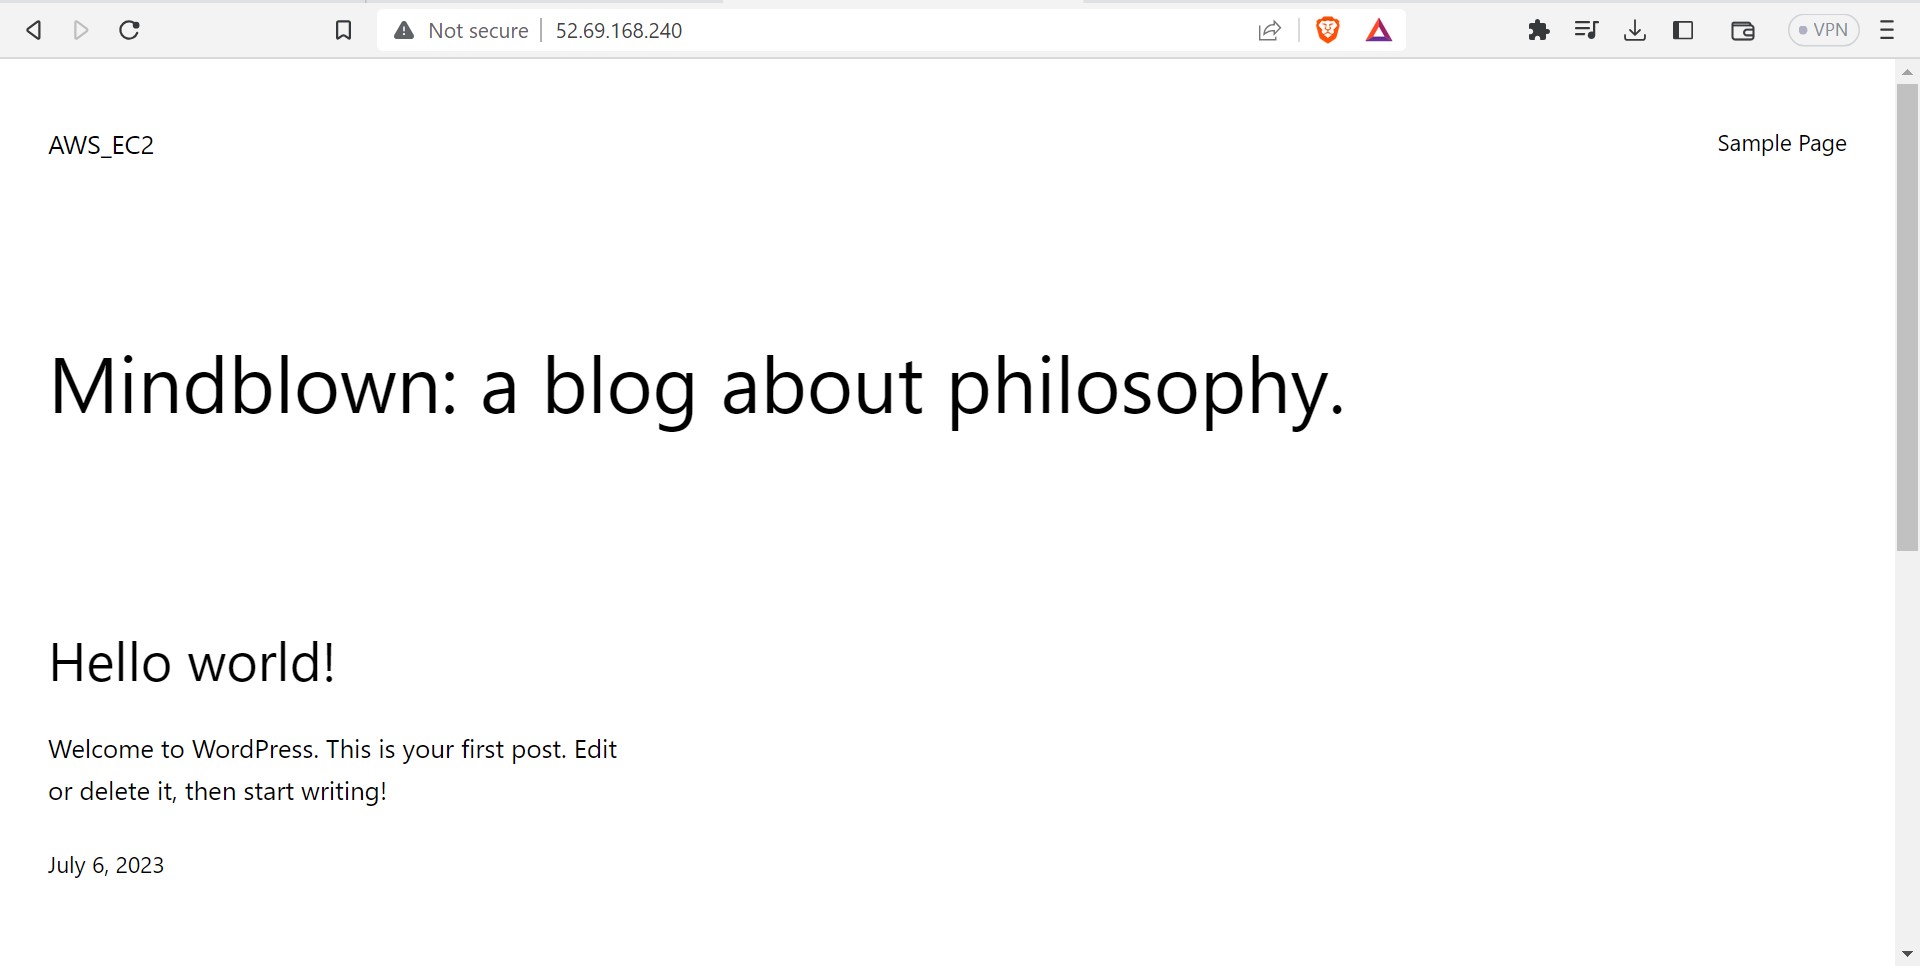 Not secure
52.69.168.240
VPN
AWS_EC2
Sample Page
Mindblown: a blog about philosophy.
Hello world!
Welcome to WordPress. This is your first post. Edit
or delete it, then start writing!
July 6, 2023